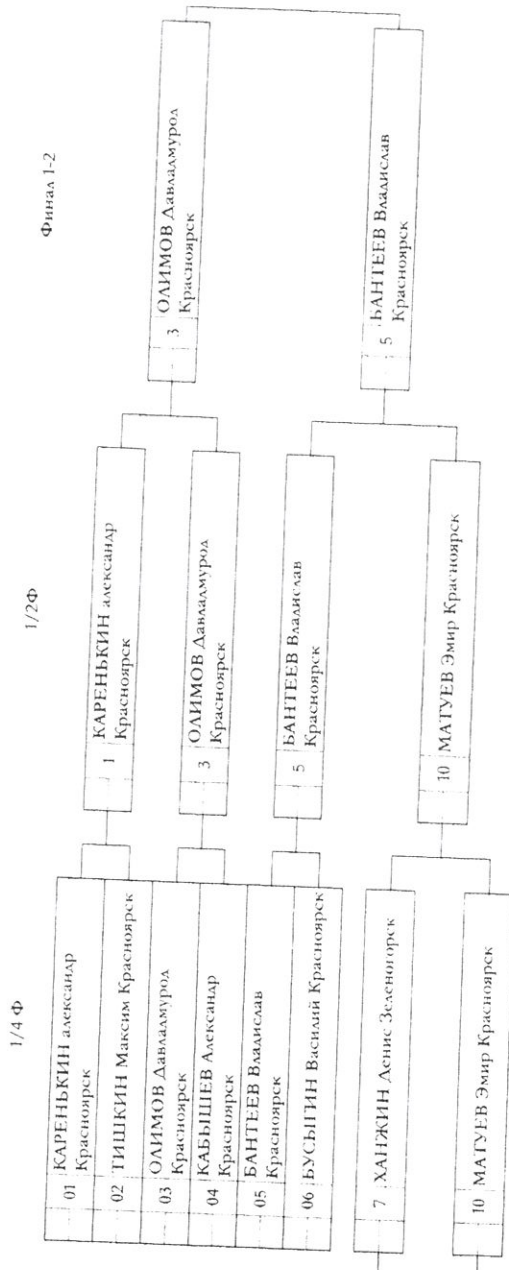 1/4 Ф
01 КАРЕНЬКИН александр
Красноярск
02 ТИШКИН Максим Красноярск
03 ОЛИМОВ Давладмурод
Красноярск
04 КАБЫШЕВ Александр
Красноярск
05 БАНТЕЕВ Владислав
Красноярск
06 БУСЫГИН Василий Красноярск
7 ХАНЖИН Денис Зеленогорск
10 МАТУЕВ Эмир Красноярск
1/2Ф
1 КАРЕНЬКИН александр
Красноярск
3 ОЛИМОВ Давладмурод
Красноярск
5 БАНТЕЕВ Владислав
Красноярск
10 МАТУЕВ Эмир Красноярск
Финал 1-2
3 ОЛИМОВ Давладмурод
Красноярск
5 БАНТЕЕВ Владислав
Красноярск